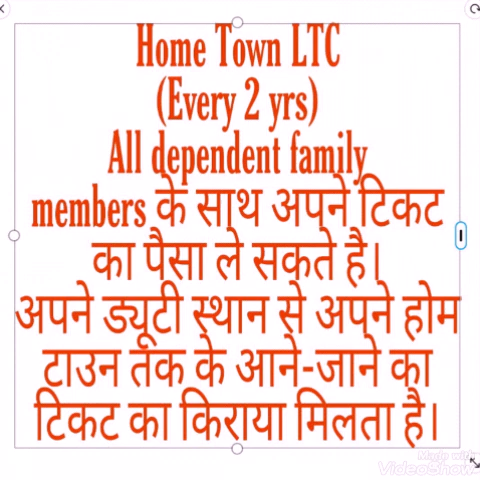 Home Town LTC
(Every 2 yrs)
All dependent family
members के साथ अपने टिकट
का पैसा ले सकते है।
अपने ड्यूटी स्थान से अपने होम
टाउन तक के आने-जाने का
टिकट का किराया मिलता है।
Made with
VideoShow